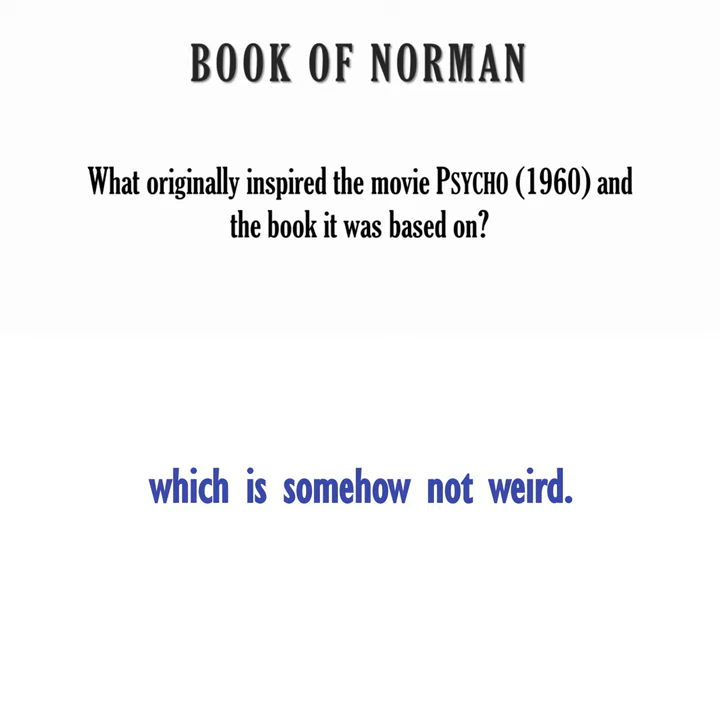 BOOK OF NORMAN
What originally inspired the movie PSYCHO (1960) and
the book it was based on?
which is somehow not weird.